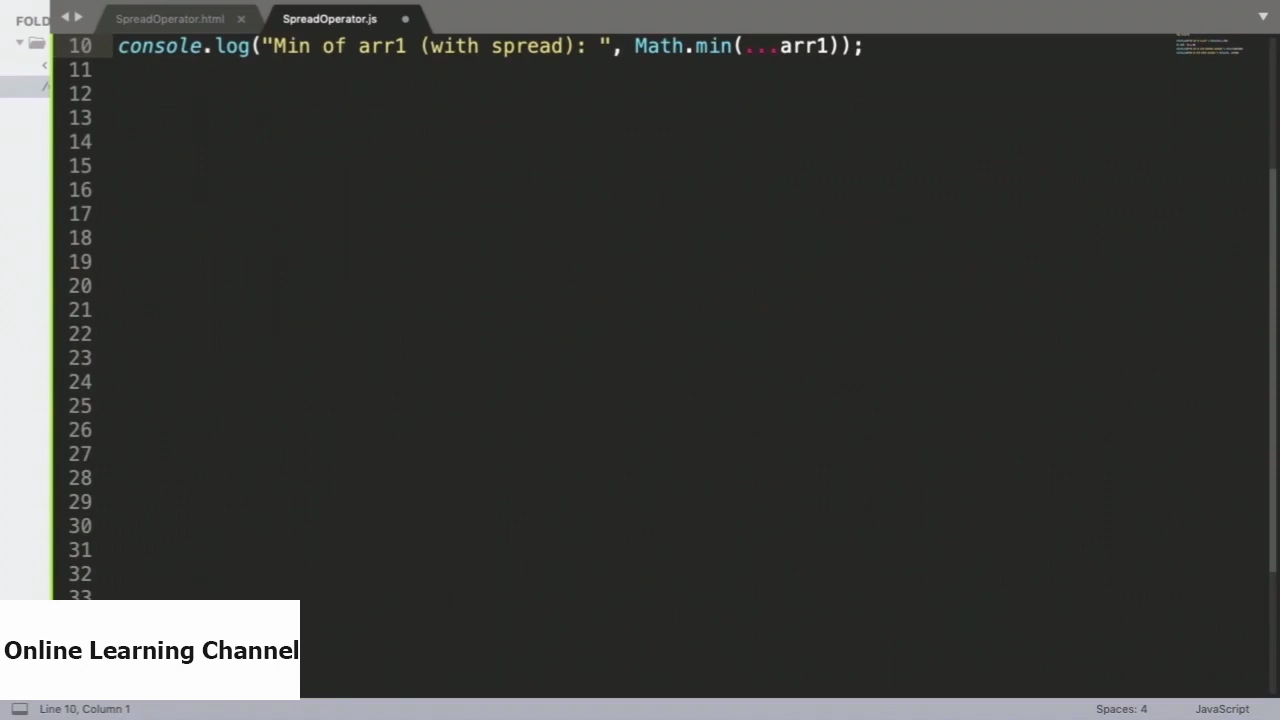 FOLD
SpreadOperator.html
SpreadOperator.js
10 console.log("Min of arr1 (with spread): ", Math.min(...arr1));
11
12
13
14
15
16
17
18
19
20
21
22
23
24
25
26
27
28
29
30
31
32
33
Online Learning Channel
Line 10, Column 1
Spaces: 4
JavaScript